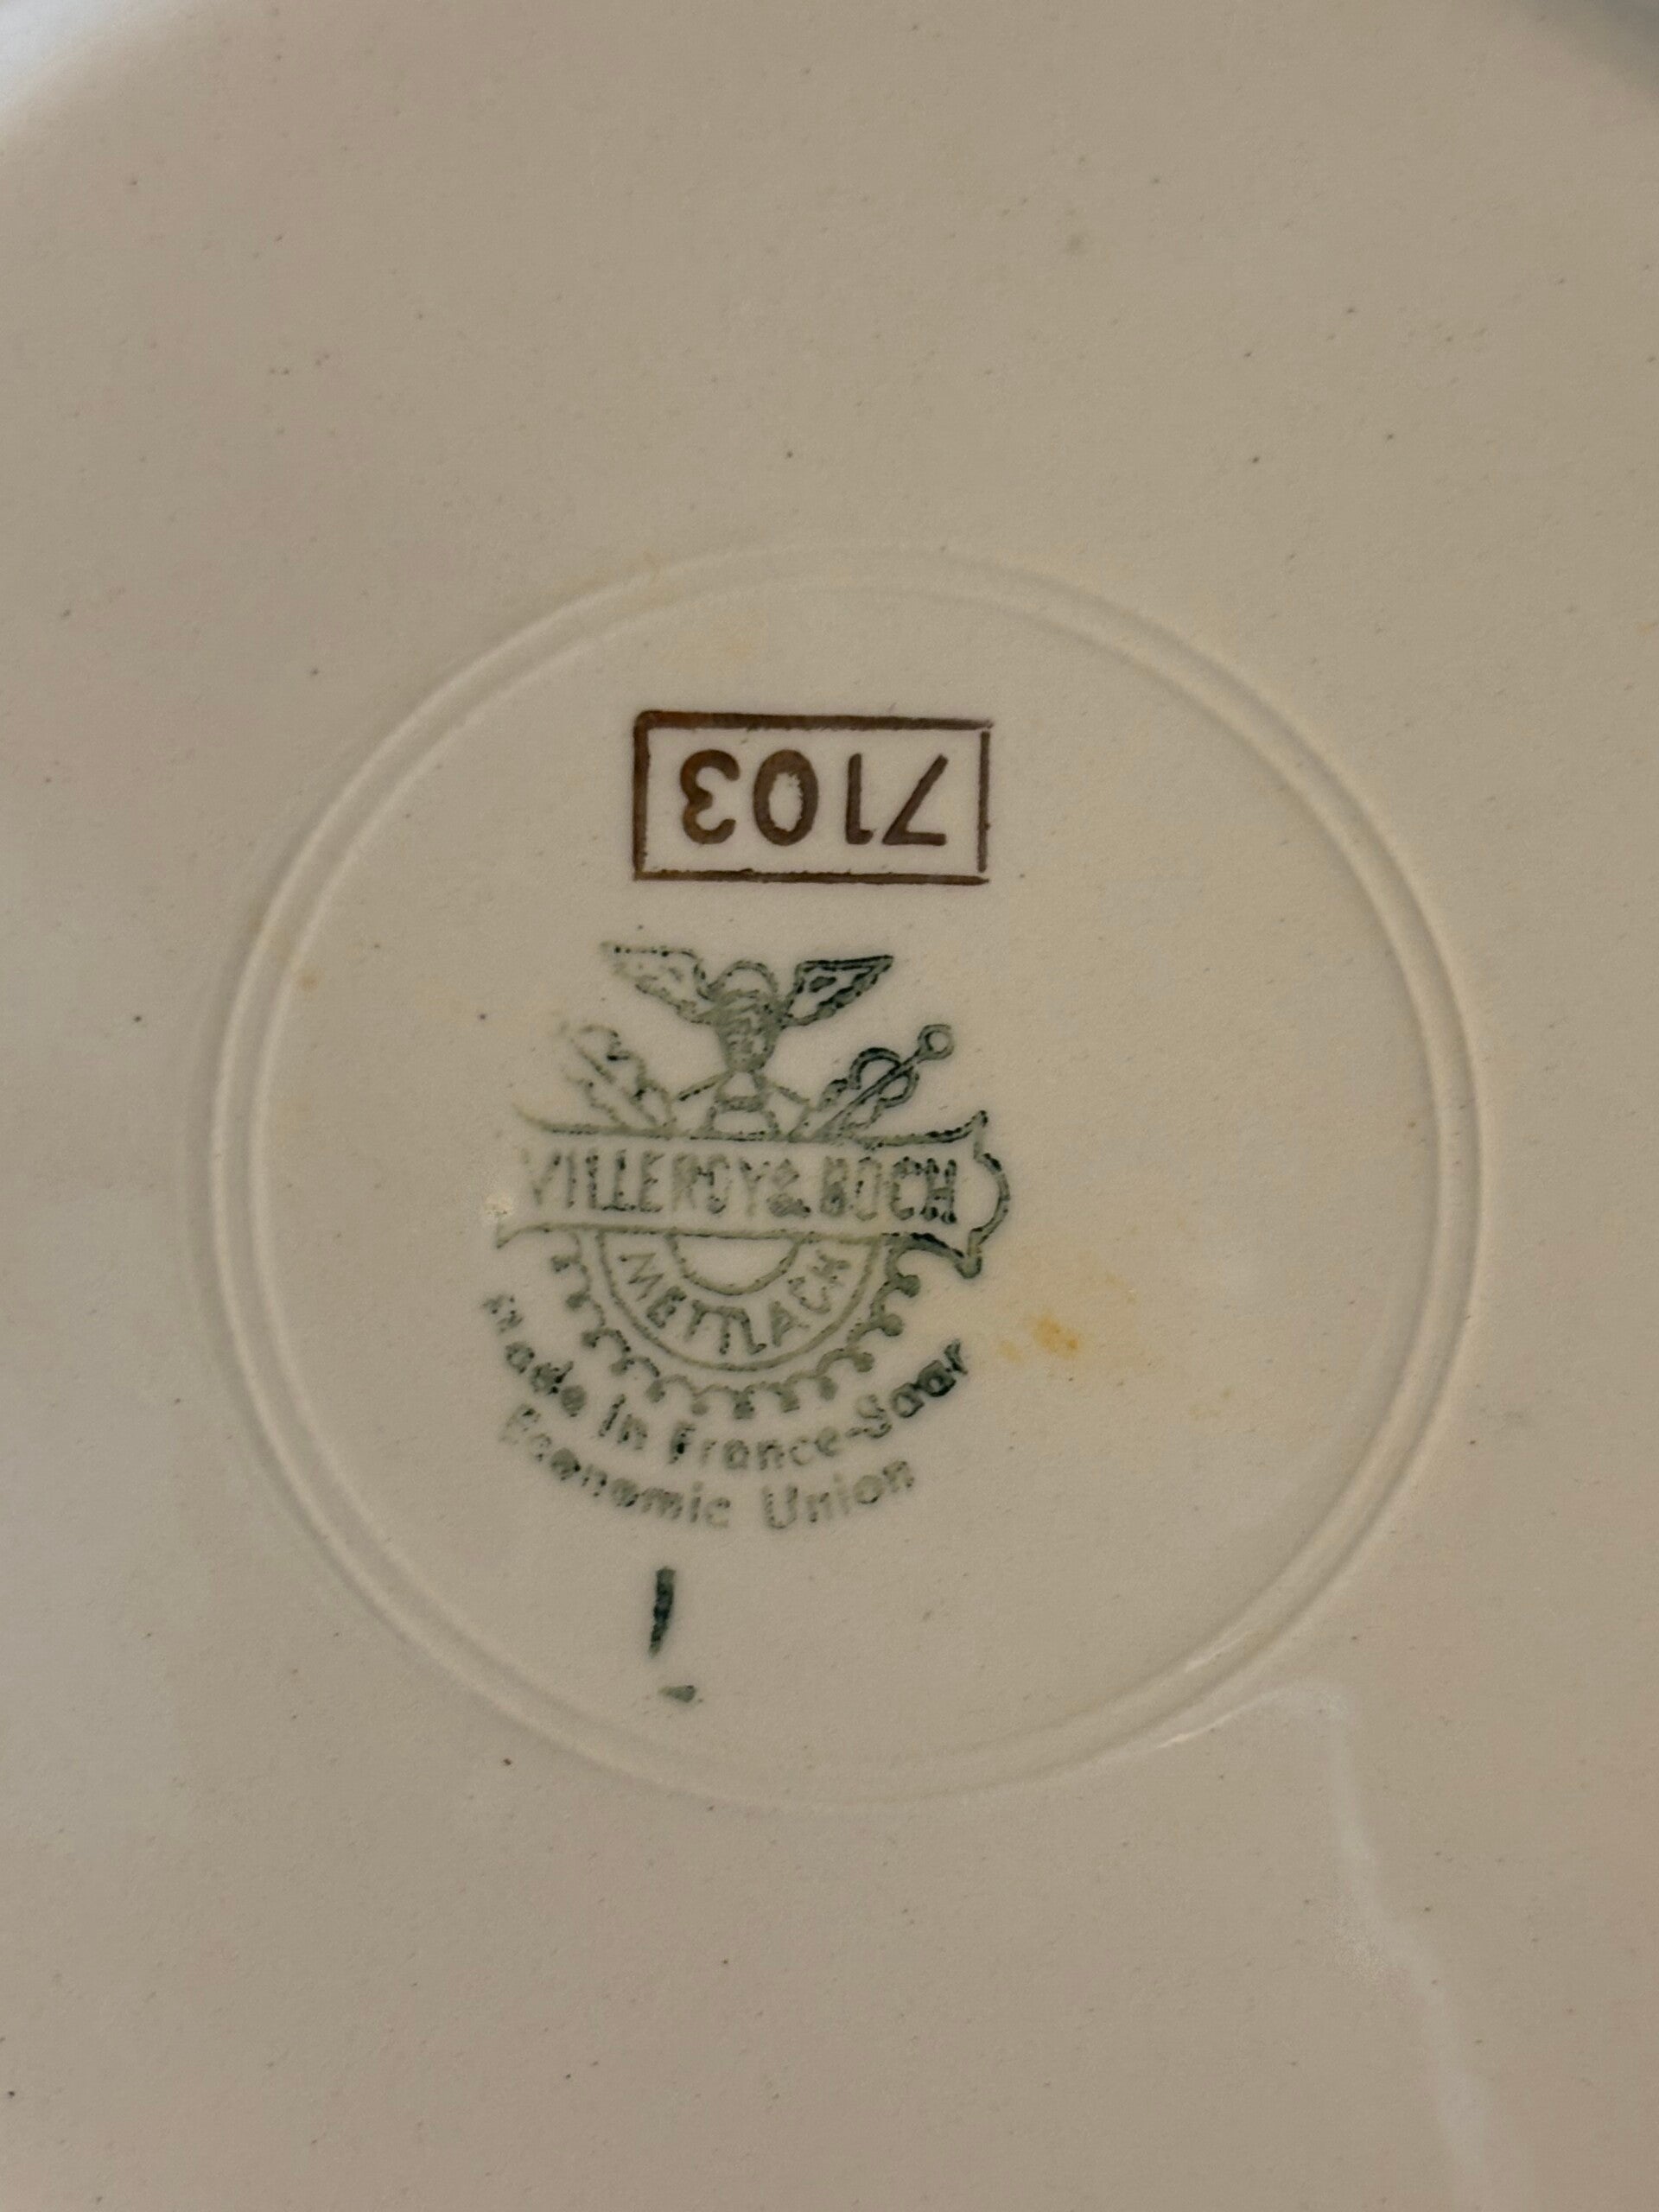 7103
VILLEROY & BOCH
METTLACH
Made in France-Saar
Economic Union